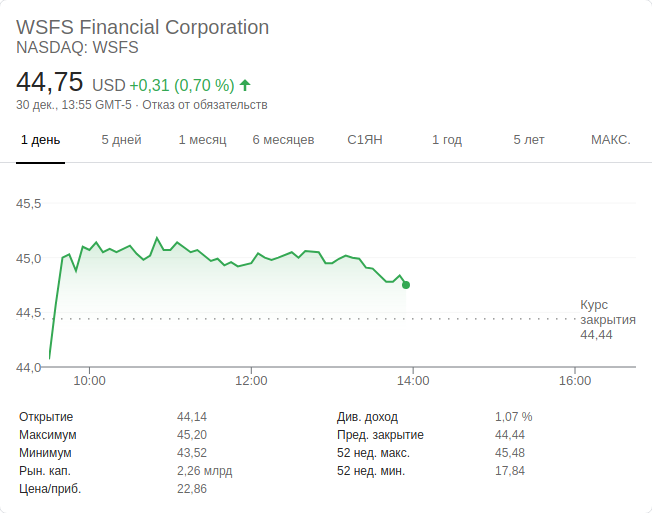 WSFS Financial Corporation
NASDAQ: WSFS
44,75 USD +0,31 (0,70 %) ↑
30 дек., 13:55 GMT-5 · Отказ от обязательств
1 день 5 дней 1 месяц 6 месяцев С1ЯН 1 год 5 лет МАКС.
45,5
45,0
44,5
44,0
Курс
закрытия
44,44
10:00 12:00 14:00 16:00
Открытие 44,14 Див. доход 1,07 %
Максимум 45,20 Пред. закрытие 44,44
Минимум 43,52 52 нед. макс. 45,48
Рын. кап. 2,26 млрд 52 нед. мин. 17,84
Цена/приб. 22,86